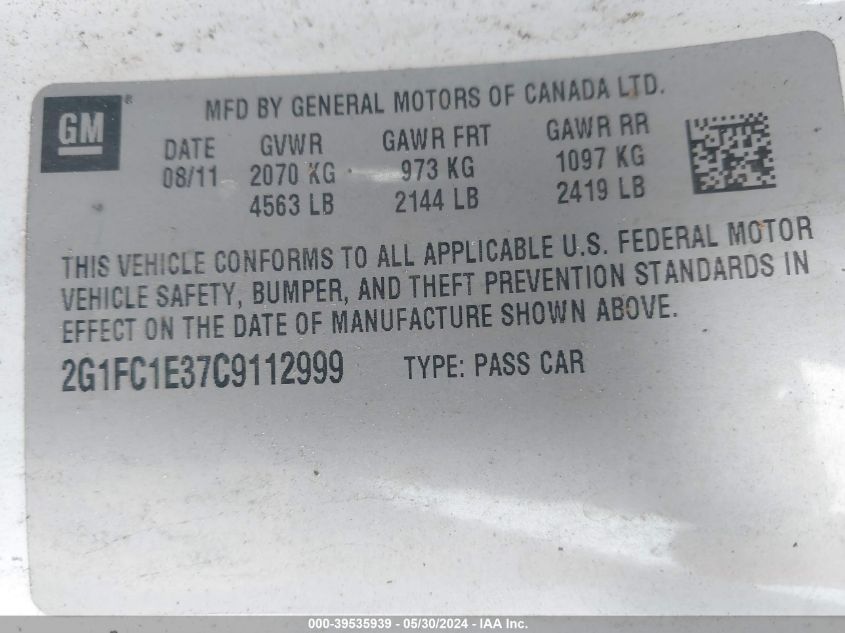 GM ®
MFD BY GENERAL MOTORS OF CANADA LTD.
DATE GVWR GAWR FRT GAWR RR
08/11 2070 KG 973 KG 1097 KG
4563 LB 2144 LB 2419 LB
THIS VEHICLE CONFORMS TO ALL APPLICABLE U.S. FEDERAL MOTOR
VEHICLE SAFETY, BUMPER, AND THEFT PREVENTION STANDARDS IN
EFFECT ON THE DATE OF MANUFACTURE SHOWN ABOVE.
2G1FC1E37C9112999 TYPE: PASS CAR
000-39535939 - 05/30/2024 - IAA Inc.